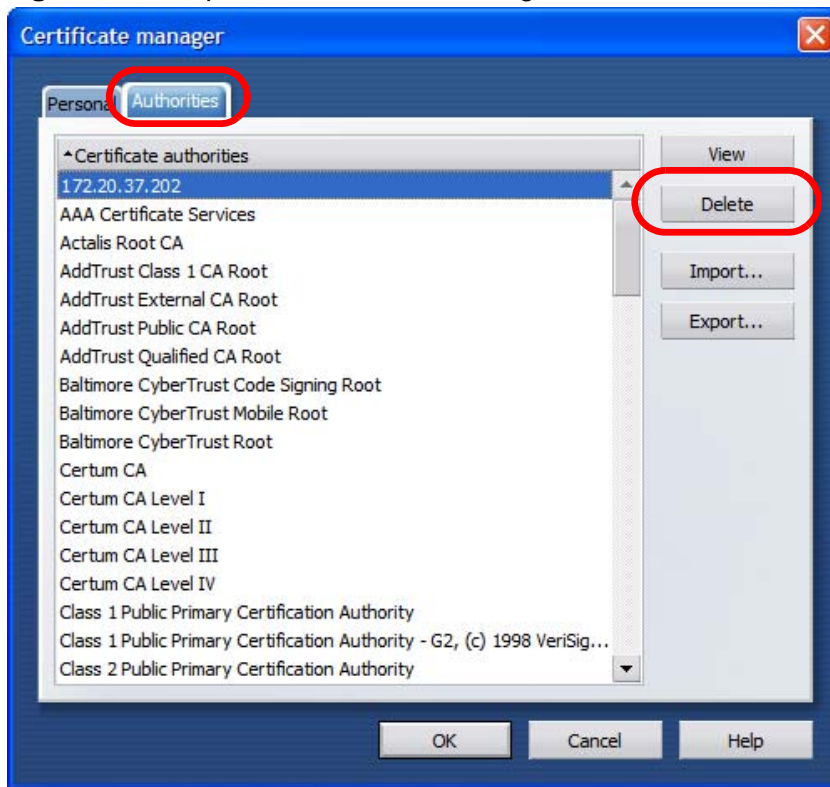 Certificate manager
Personal
Authorities
Certificate authorities
View
172.20.37.202
Delete
AAA Certificate Services
Actalis Root CA
AddTrust Class 1 CA Root
Import...
AddTrust External CA Root
AddTrust Public CA Root
Export...
AddTrust Qualified CA Root
Baltimore CyberTrust Code Signing Root
Baltimore CyberTrust Mobile Root
Baltimore CyberTrust Root
Certum CA
Certum CA Level I
Certum CA Level II
Certum CA Level III
Certum CA Level IV
Class 1 Public Primary Certification Authority
Class 1 Public Primary Certification Authority - G2, (c) 1998 VeriSig...
Class 2 Public Primary Certification Authority
OK
Cancel
Help